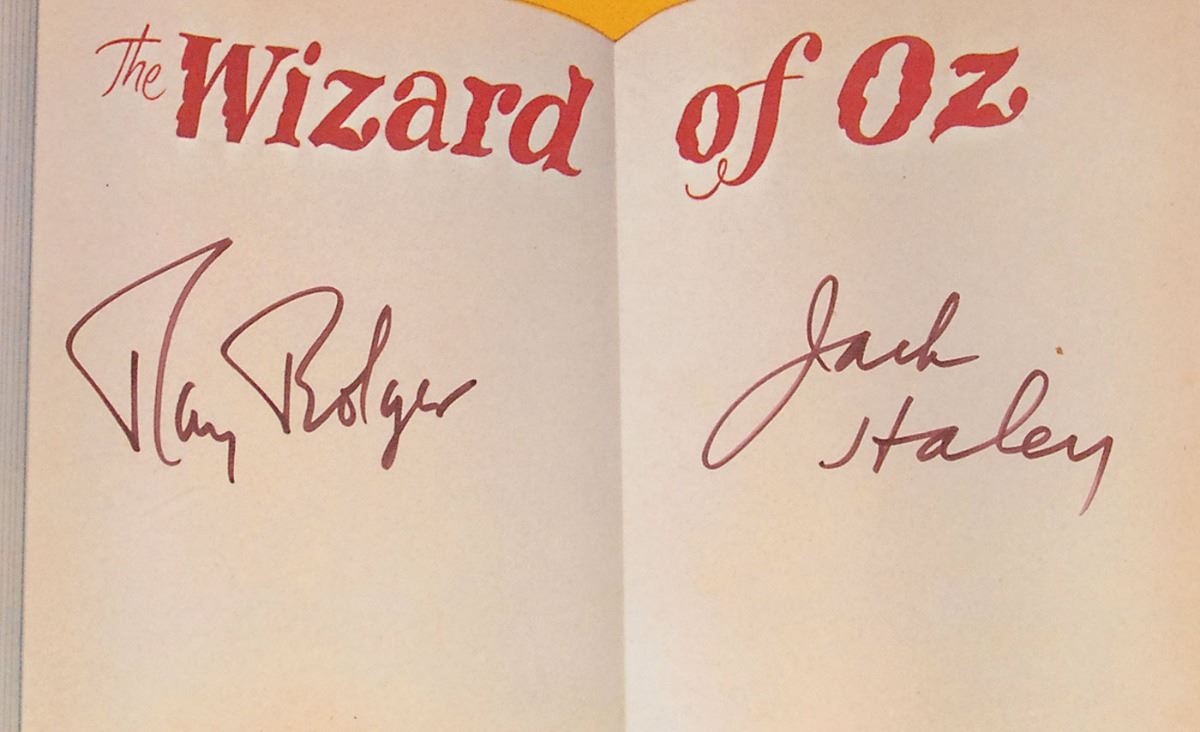 The Wizard of Oz
Ray Bolger
Jack
Haley